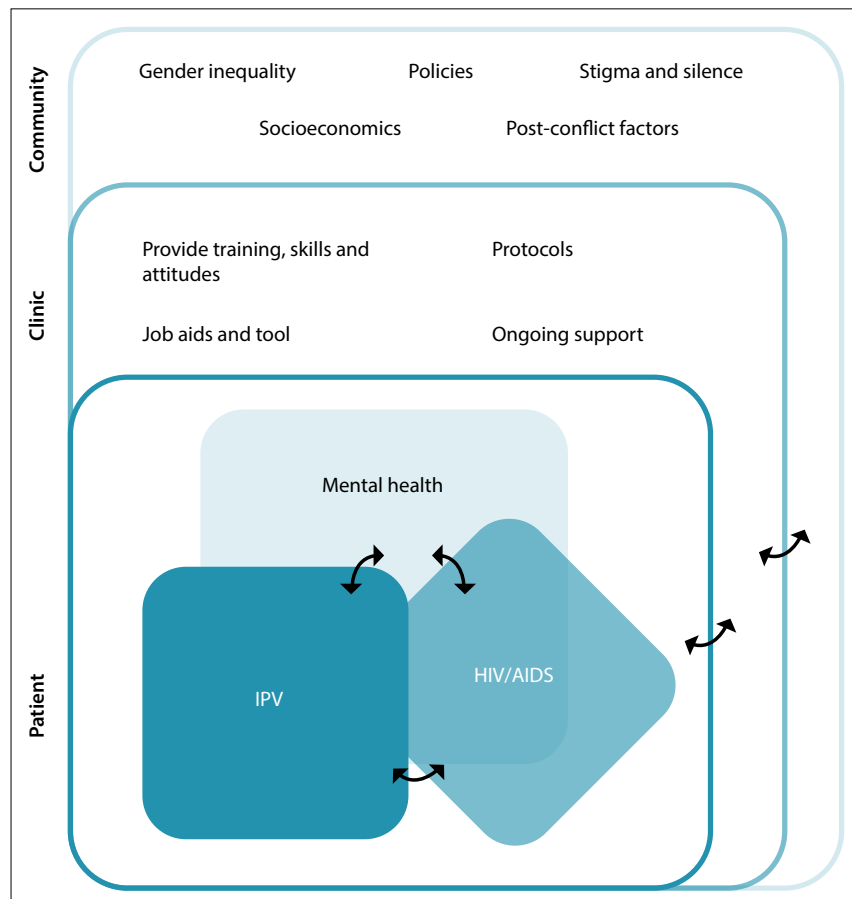 Community
Gender inequality
Policies
Stigma and silence
Socioeconomics
Post-conflict factors
Clinic
Provide training, skills and
attitudes
Protocols
Job aids and tool
Ongoing support
Patient
Mental health
IPV
HIV/AIDS